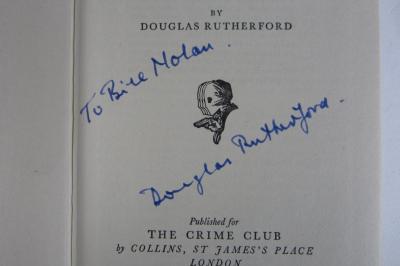 BY
DOUGLAS RUTHERFORD
To Bill Nolan.
Douglas Rutherford.
Published for
THE CRIME CLUB
by COLLINS, ST JAMES'S PLACE
LONDON